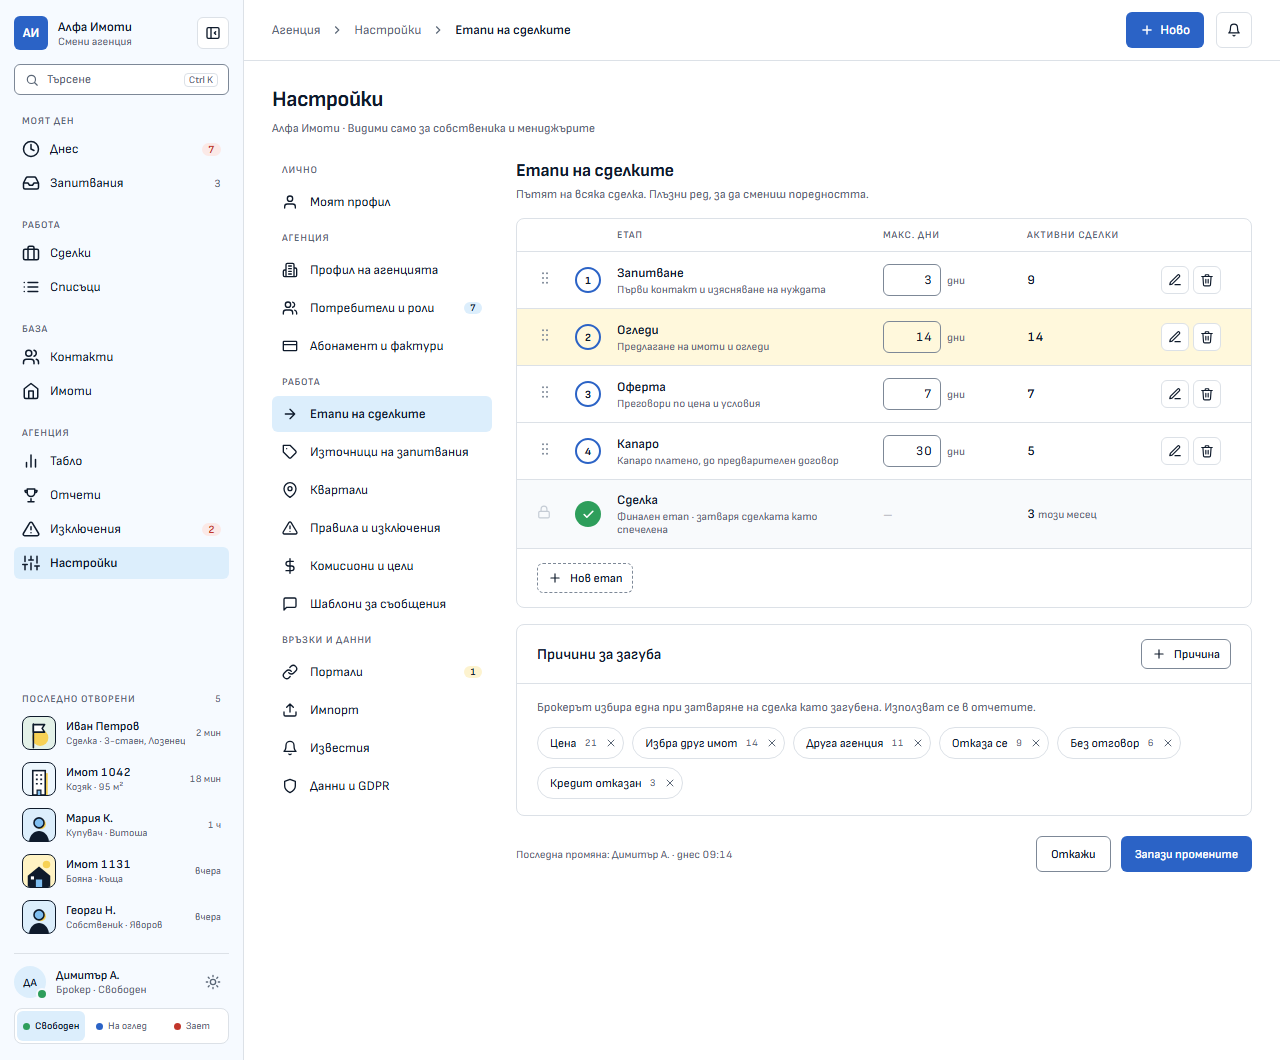 АИ
Алфа Имоти
Смени агенция
Търсене
Ctrl K
МОЯТ ДЕН
Днес
7
Запитвания
3
РАБОТА
Сделки
Списъци
БАЗА
Контакти
Имоти
АГЕНЦИЯ
Табло
Отчети
Изключения
2
Настройки
ПОСЛЕДНО ОТВОРЕНИ
5
Иван Петров
Сделка · 3-стаен, Лозенец
2 мин
Имот 1042
Козяк · 95 м²
18 мин
Мария К.
Купувач · Витоша
1 ч
Имот 1131
Бояна · къща
вчера
Георги Н.
Собственик · Яворов
вчера
ДА
Димитър А.
Брокер · Свободен
Свободен
На оглед
Зает
Агенция
Настройки
Етапи на сделките
Ново
Настройки
Алфа Имоти · Видими само за собственика и мениджърите
ЛИЧНО
Моят профил
АГЕНЦИЯ
Профил на агенцията
Потребители и роли
7
Абонамент и фактури
РАБОТА
Етапи на сделките
Източници на запитвания
Квартали
Правила и изключения
Комисиони и цели
Шаблони за съобщения
ВРЪЗКИ И ДАННИ
Портали
1
Импорт
Известия
Данни и GDPR
Етапи на сделките
Пътят на всяка сделка. Плъзни ред, за да смениш поредността.
ЕТАП
МАКС. ДНИ
АКТИВНИ СДЕЛКИ
1
Запитване
Първи контакт и изясняване на нуждата
3
дни
9
2
Огледи
Предлагане на имоти и огледи
14
дни
14
3
Оферта
Преговори по цена и условия
7
дни
7
4
Капаро
Капаро платено, до предварителен договор
30
дни
5
Сделка
Финален етап · затваря сделката като
спечелена
—
3 този месец
Нов етап
Причини за загуба
Причина
Брокерът избира една при затваряне на сделка като загубена. Използват се в отчетите.
Цена 21
Избра друг имот 14
Друга агенция 11
Отказа се 9
Без отговор 6
Кредит отказан 3
Последна промяна: Димитър А. · днес 09:14
Откажи
Запази промените